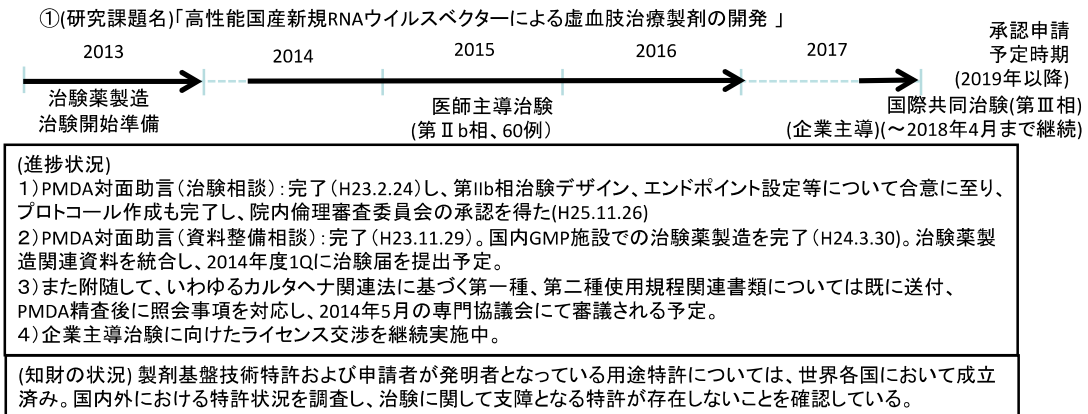 ①(研究課題名)「高性能国産新規RNAウイルスベクターによる虚血肢治療製剤の開発 」
2013
2014
2015
2016
2017
承認申請
予定時期
(2019年以降)
治験薬製造
治験開始準備
医師主導治験
(第Ⅱb相、60例)
国際共同治験(第Ⅲ相)
(企業主導)(~2018年4月まで継続)
(進捗状況)
1)PMDA対面助言(治験相談):完了(H23.2.24)し、第IIb相治験デザイン、エンドポイント設定等について合意に至り、
プロトコール作成も完了し、院内倫理審査委員会の承認を得た(H25.11.26)
2)PMDA対面助言(資料整備相談):完了(H23.11.29)。国内GMP施設での治験薬製造を完了(H24.3.30)。治験薬製
造関連資料を統合し、2014年度1Qに治験届を提出予定。
3)また附随して、いわゆるカルタヘナ関連法に基づく第一種、第二種使用規程関連書類については既に送付、
PMDA精査後に照会事項を対応し、2014年5月の専門協議会にて審議される予定。
4)企業主導治験に向けたライセンス交渉を継続実施中。
(知財の状況) 製剤基盤技術特許および申請者が発明者となっている用途特許については、世界各国において成立
済み。国内外における特許状況を調査し、治験に関して支障となる特許が存在しないことを確認している。